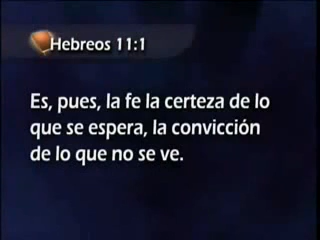 Hebreos 11:1
Es, pues, la fe la certeza de lo
que se espera, la convicción
de lo que no se ve.